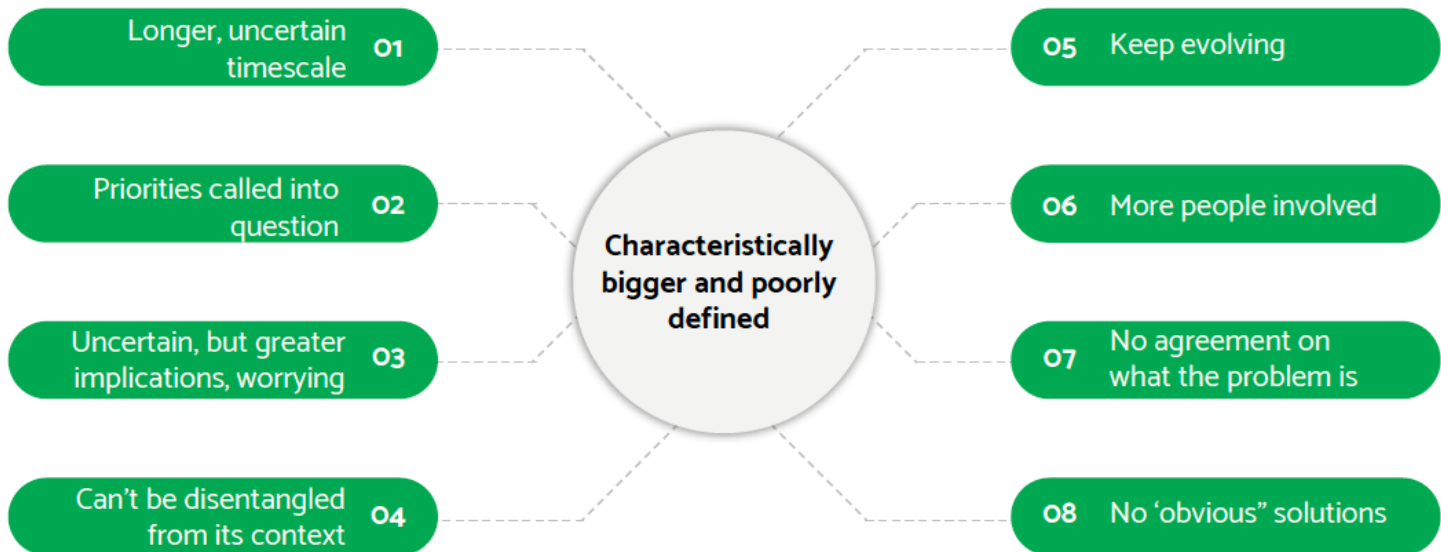 Longer, uncertain
timescale
01
Priorities called into
question
02
Uncertain, but greater
implications, worrying
03
Can't be disentangled
from its context
04
Characteristically
bigger and poorly
defined
05 Keep evolving
06 More people involved
07 No agreement on
what the problem is
08 No ‘obvious” solutions